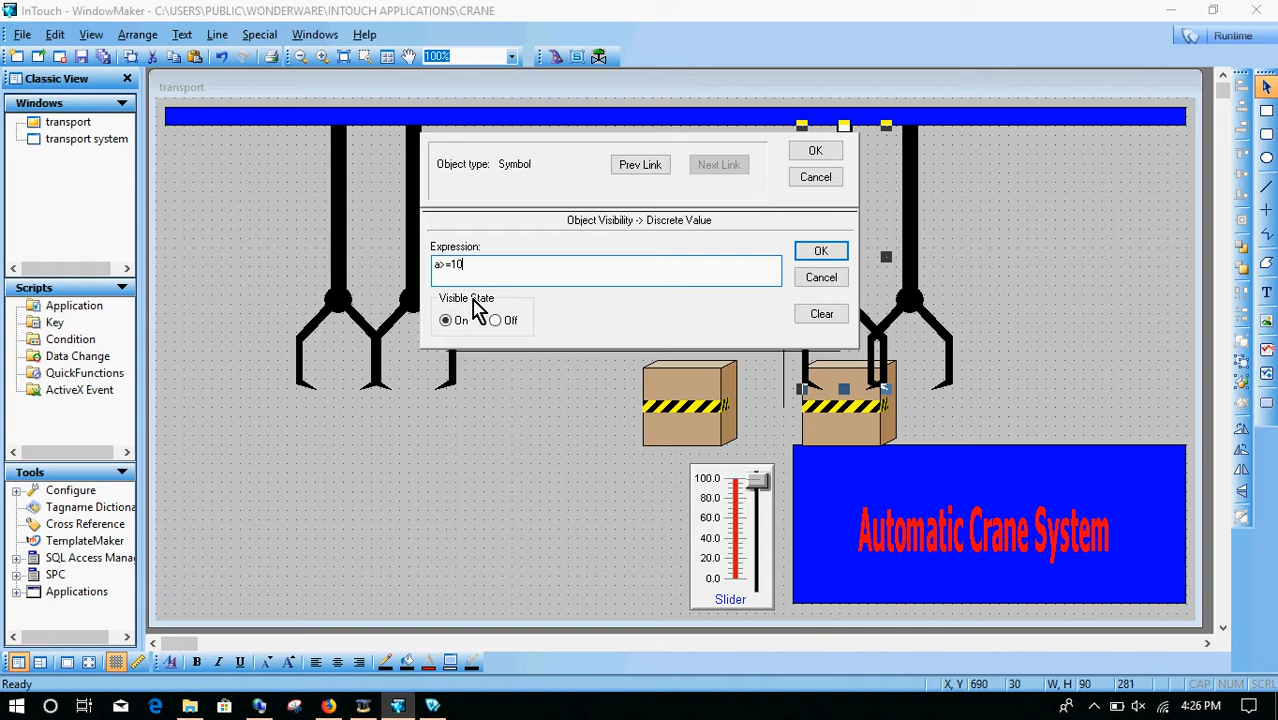 InTouch - WindowMaker - C:\USERS\PUBLIC\WONDERWARE\INTOUCH APPLICATIONS\CRANE
File Edit View Arrange Text Line Special Windows Help
Runtime
100%
Classic View
Windows
transport
transport system
Scripts
Application
Key
Condition
Data Change
QuickFunctions
ActiveX Event
Tools
Configure
Tagname Dictiona
Cross Reference
TemplateMaker
SQL Access Mana
SPC
Applications
transport
Object type: Symbol
Prev Link
Next Link
OK
Cancel
Object Visibility -> Discrete Value
Expression:
a>=10
OK
Cancel
Clear
Visible State
On
Off
100.0
80.0
60.0
40.0
20.0
0.0
Slider
Automatic Crane System
B I U
Ready
X, Y 690 30 W, H 90 281 CAP NUM SCRL
4:26 PM